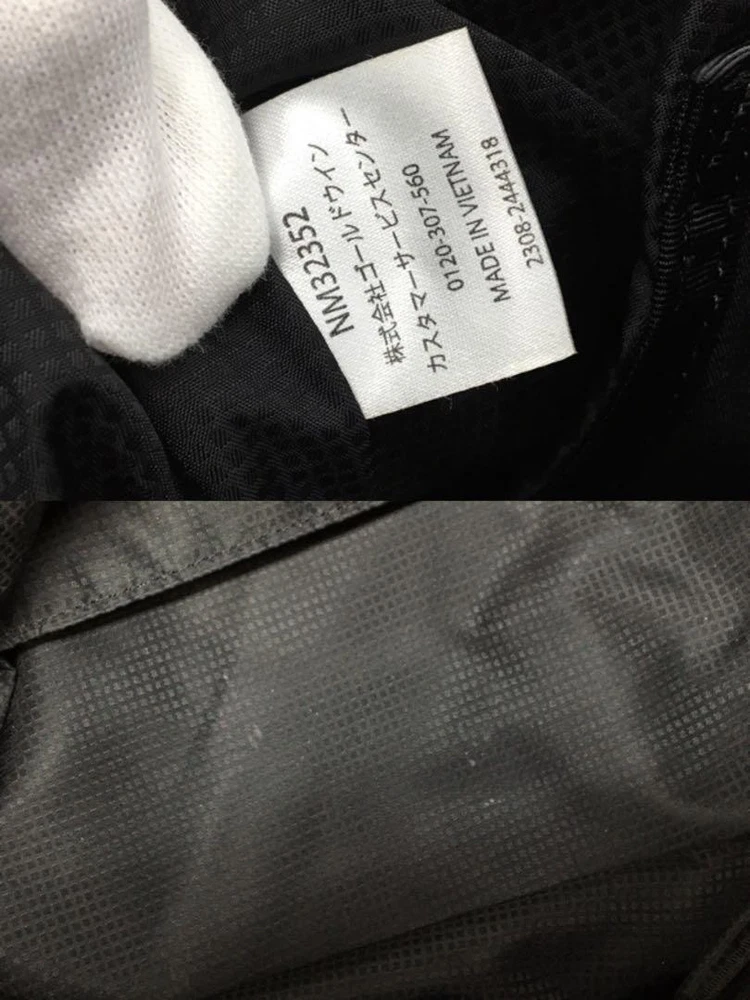 NM32352
株式会社ゴールドウイン
カスタマーサービスセンター
0120-307-560
MADE IN VIETNAM
2308-2444318